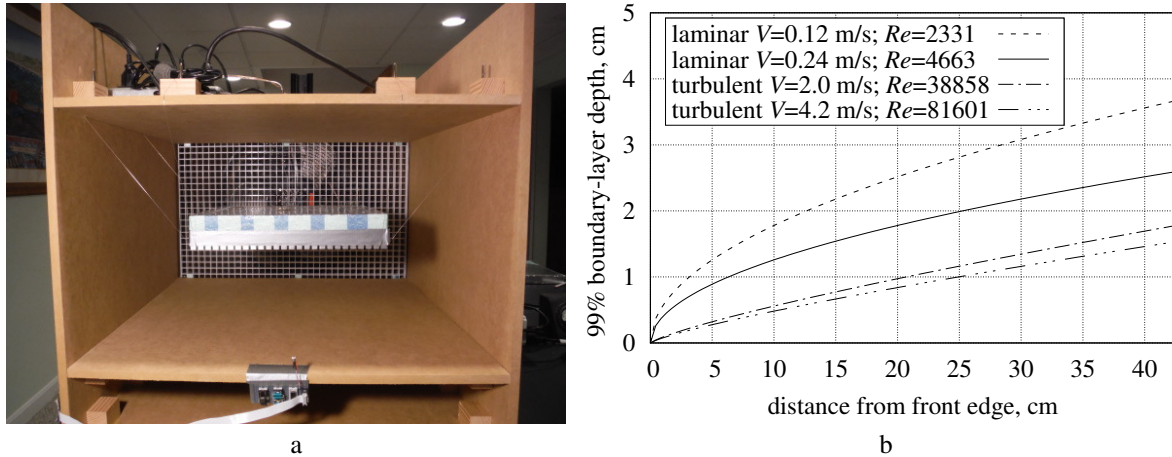 5
4
3
2
1
0
99% boundary-layer depth, cm
laminar V=0.12 m/s; Re=2331
laminar V=0.24 m/s; Re=4663
turbulent V=2.0 m/s; Re=38858
turbulent V=4.2 m/s; Re=81601
0 5 10 15 20 25 30 35 40
distance from front edge, cm
a
b